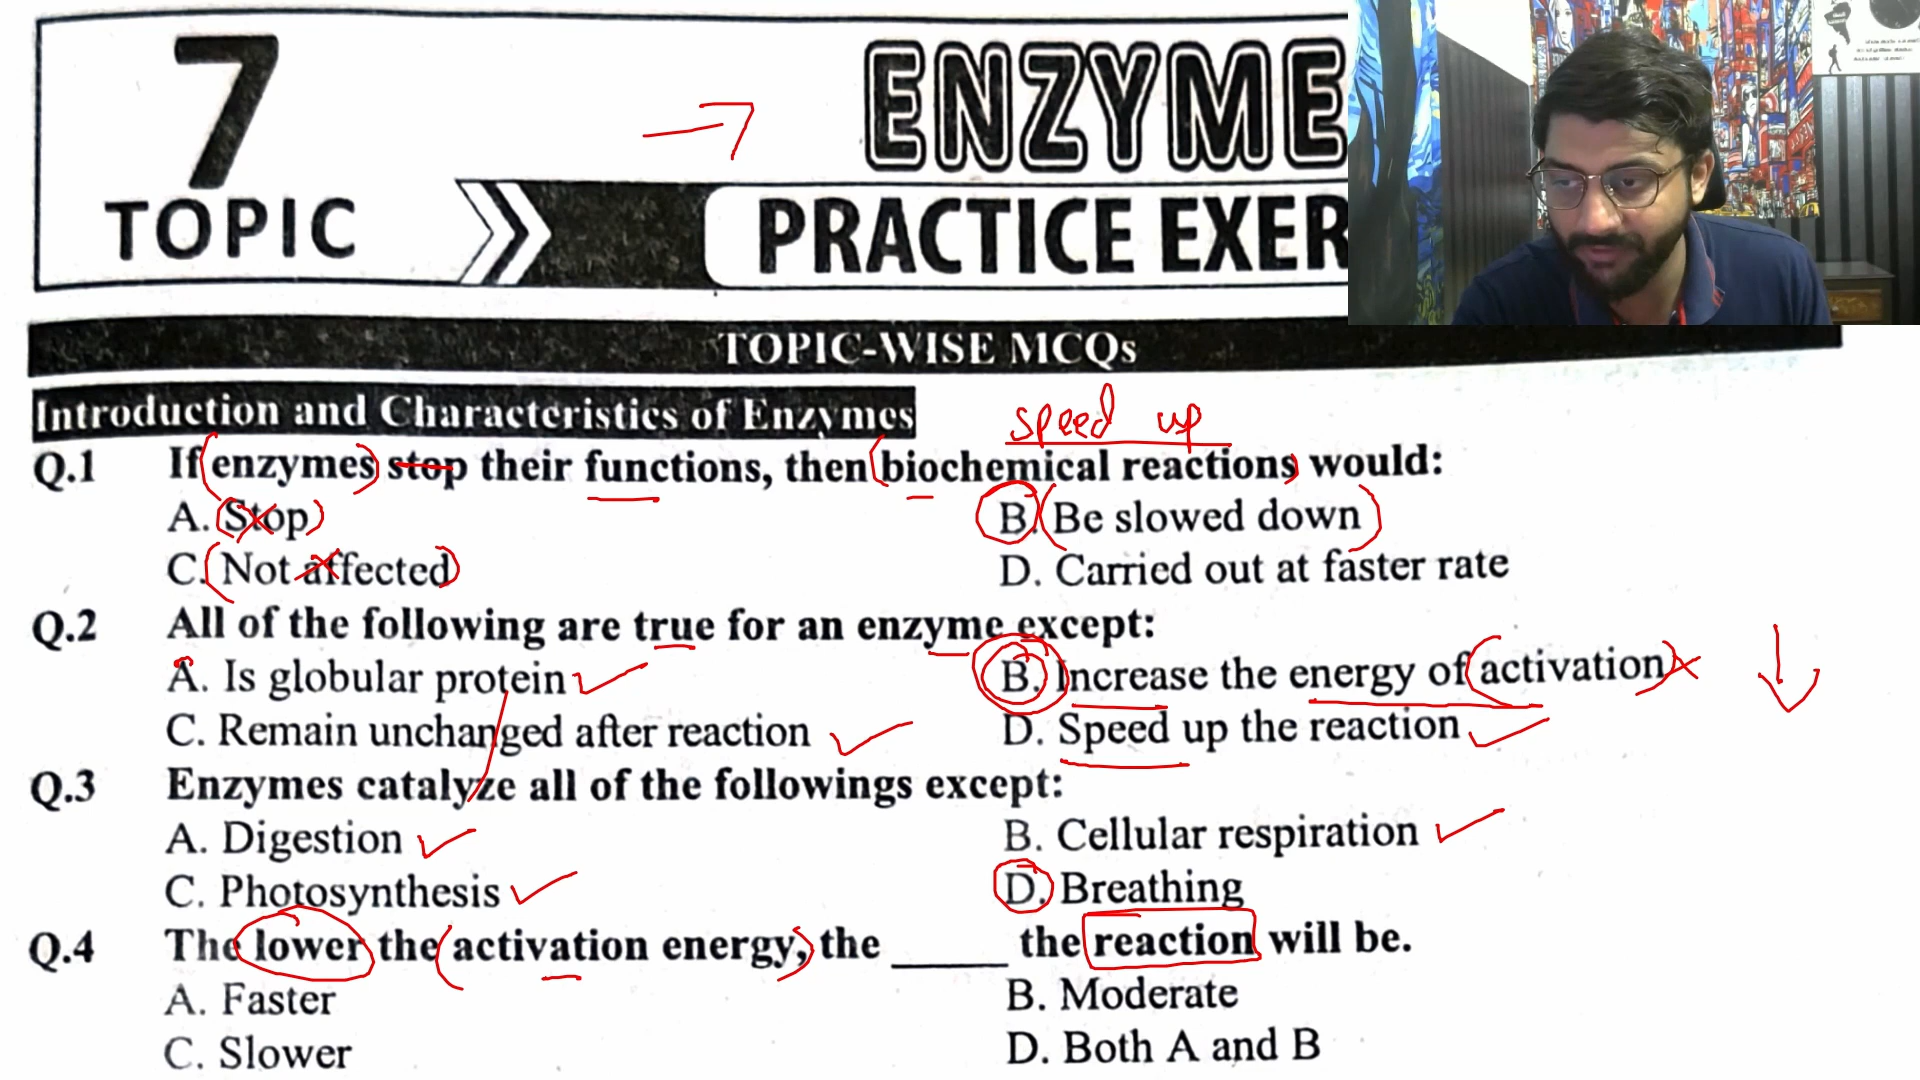 7
TOPIC
ENZYME
PRACTICE EXER
TOPIC-WISE MCQs
Introduction and Characteristics of Enzymes
speed up
Q.1 If enzymes stop their functions, then biochemical reactions would:
A. Stop B. Be slowed down
C. Not affected D. Carried out at faster rate
Q.2 All of the following are true for an enzyme except:
A. Is globular protein B. Increase the energy of activation
C. Remain unchanged after reaction D. Speed up the reaction
Q.3 Enzymes catalyze all of the followings except:
A. Digestion B. Cellular respiration
C. Photosynthesis D. Breathing
Q.4 The lower the activation energy, the _____ the reaction will be.
A. Faster B. Moderate
C. Slower D. Both A and B